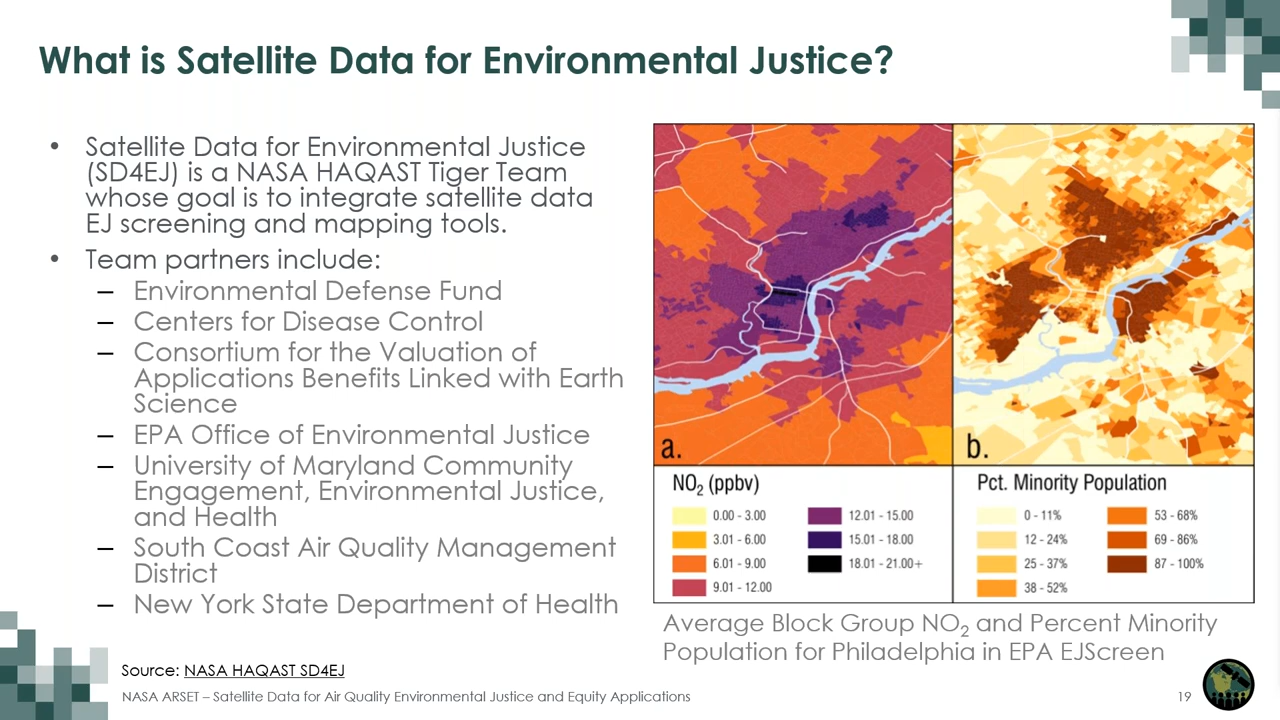 What is Satellite Data for Environmental Justice?
• Satellite Data for Environmental Justice
(SD4EJ) is a NASA HAQAST Tiger Team
whose goal is to integrate satellite data
EJ screening and mapping tools.
• Team partners include:
– Environmental Defense Fund
– Centers for Disease Control
– Consortium for the Valuation of
Applications Benefits Linked with Earth
Science
– EPA Office of Environmental Justice
– University of Maryland Community
Engagement, Environmental Justice,
and Health
– South Coast Air Quality Management
District
– New York State Department of Health
a.
b.
NO₂ (ppbv)
0.00 - 3.00
3.01 - 6.00
6.01 - 9.00
9.01 - 12.00
12.01 - 15.00
15.01 - 18.00
18.01 - 21.00+
Pct. Minority Population
0 - 11%
12 - 24%
25 - 37%
38 - 52%
53 - 68%
69 - 86%
87 - 100%
Average Block Group NO₂ and Percent Minority
Population for Philadelphia in EPA EJScreen
Source: NASA HAQAST SD4EJ
NASA ARSET – Satellite Data for Air Quality Environmental Justice and Equity Applications
19